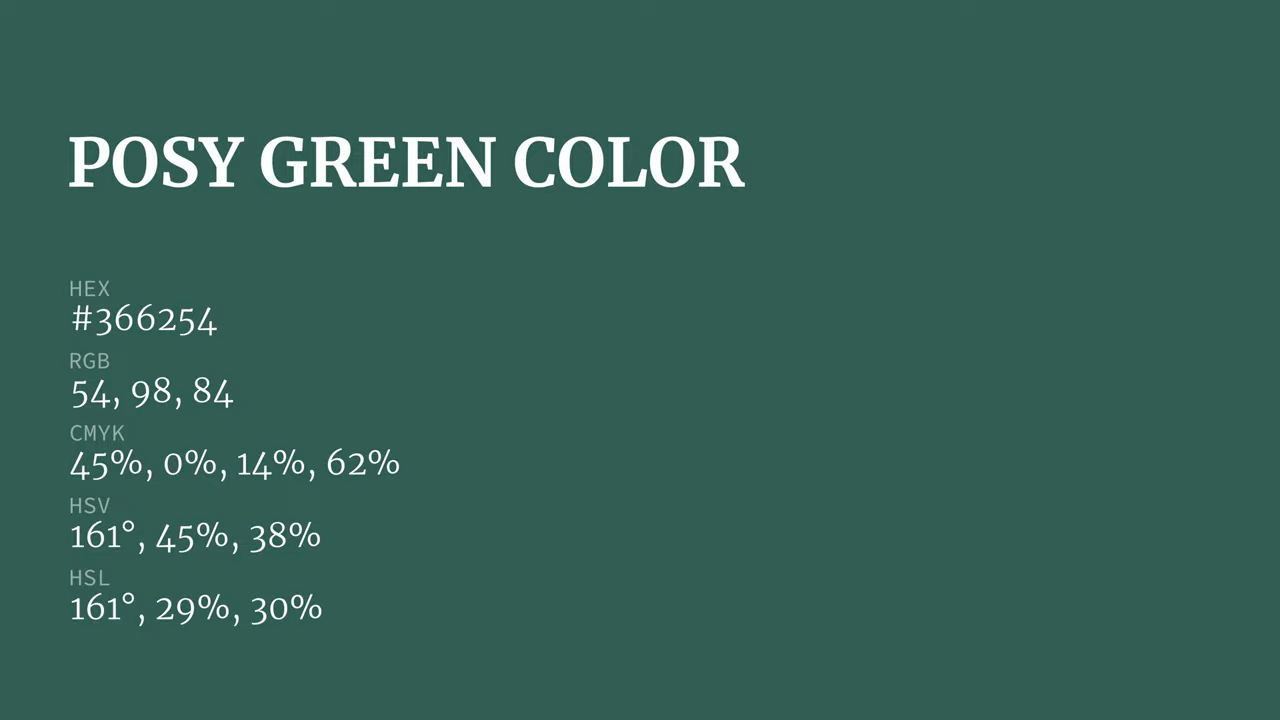 POSY GREEN COLOR
HEX
#366254
RGB
54, 98, 84
CMYK
45%, 0%, 14%, 62%
HSV
161°, 45%, 38%
HSL
161°, 29%, 30%